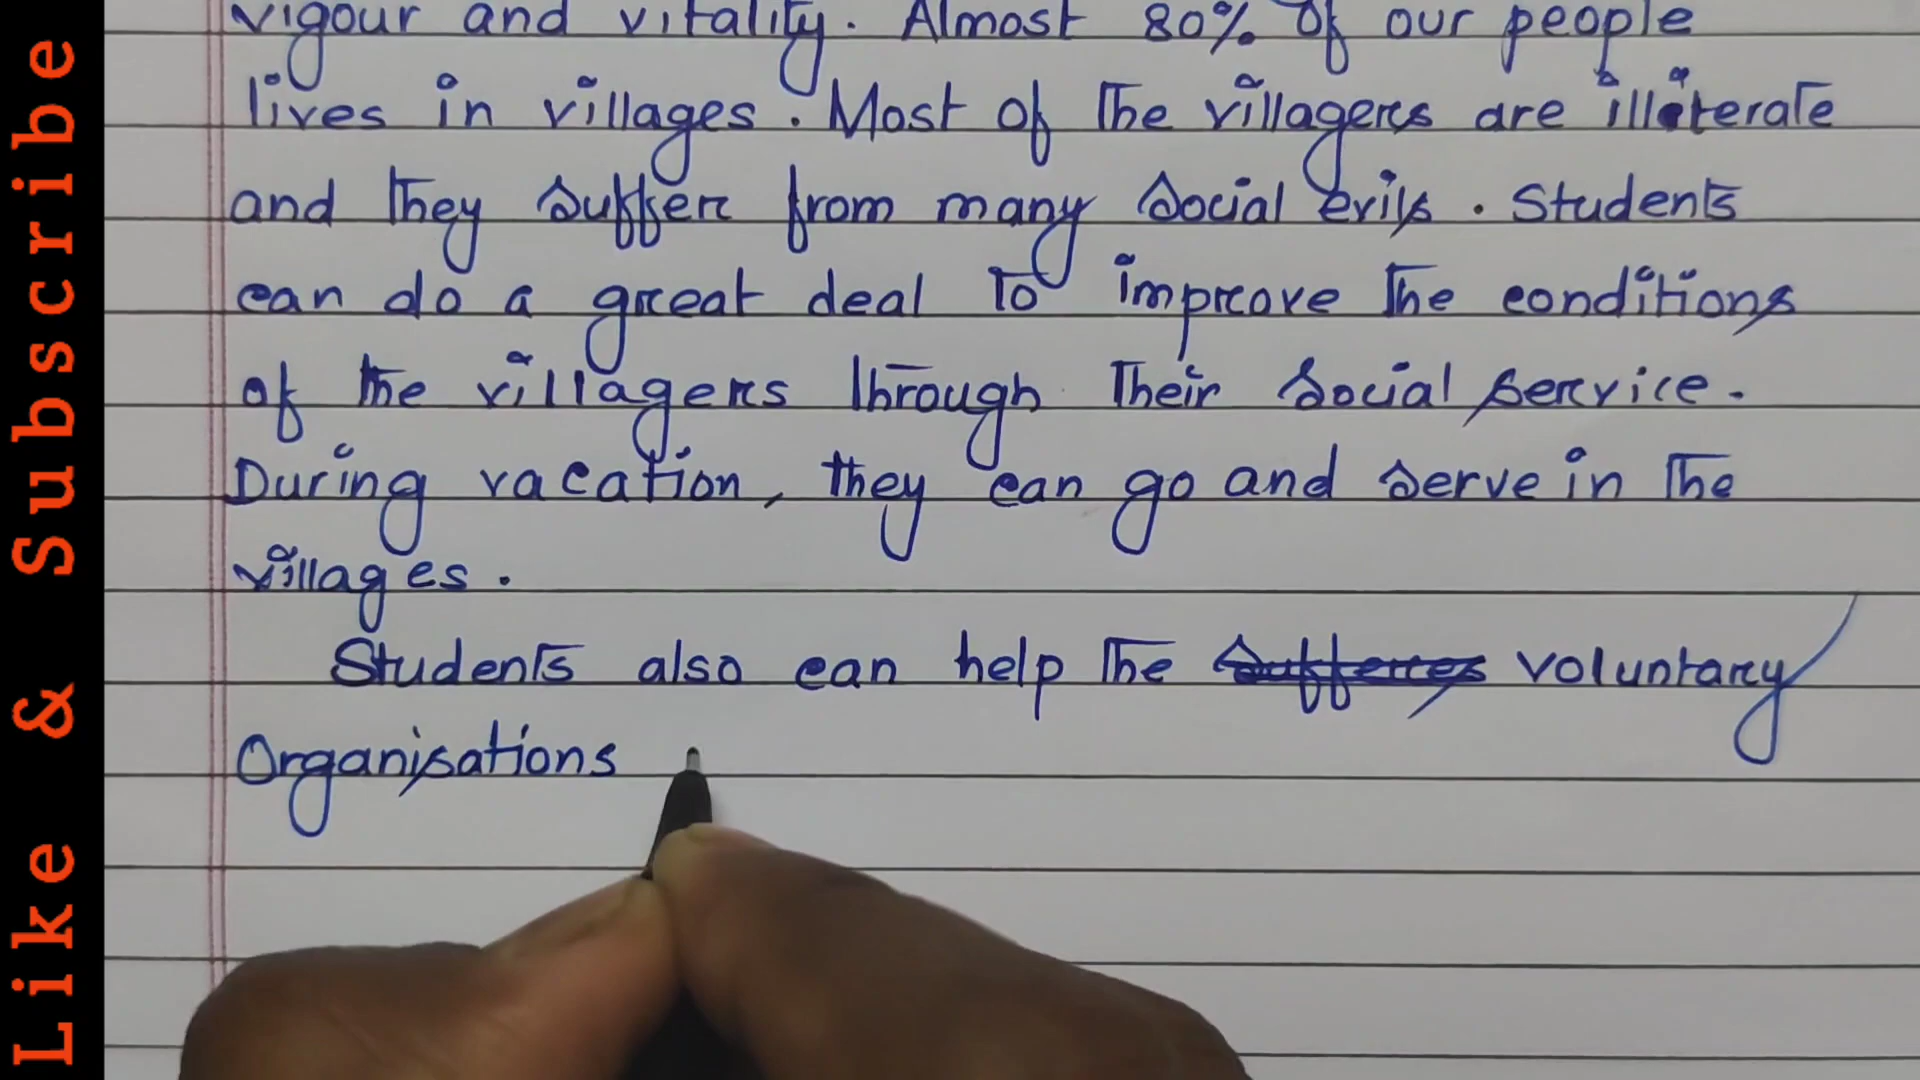 Like & Subscribe
vigour and vitality. Almost 80% of our people
lives in villages. Most of the villagers are illiterate
and they suffer from many social evils. Students
can do a great deal to improve the conditions
of the villagers through their social service.
During vacation, they can go and serve in the
villages.
Students also can help the sufferes voluntary
Organisations